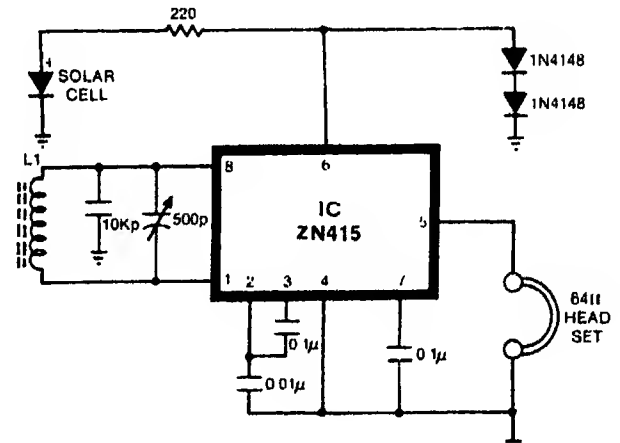 220
+
SOLAR
CELL
1N4148
1N4148
L1
10Kp
500p
8
6
IC
ZN415
5
1
2
3
4
7
0 1µ
0 01µ
0 1µ
64Ω
HEAD
SET